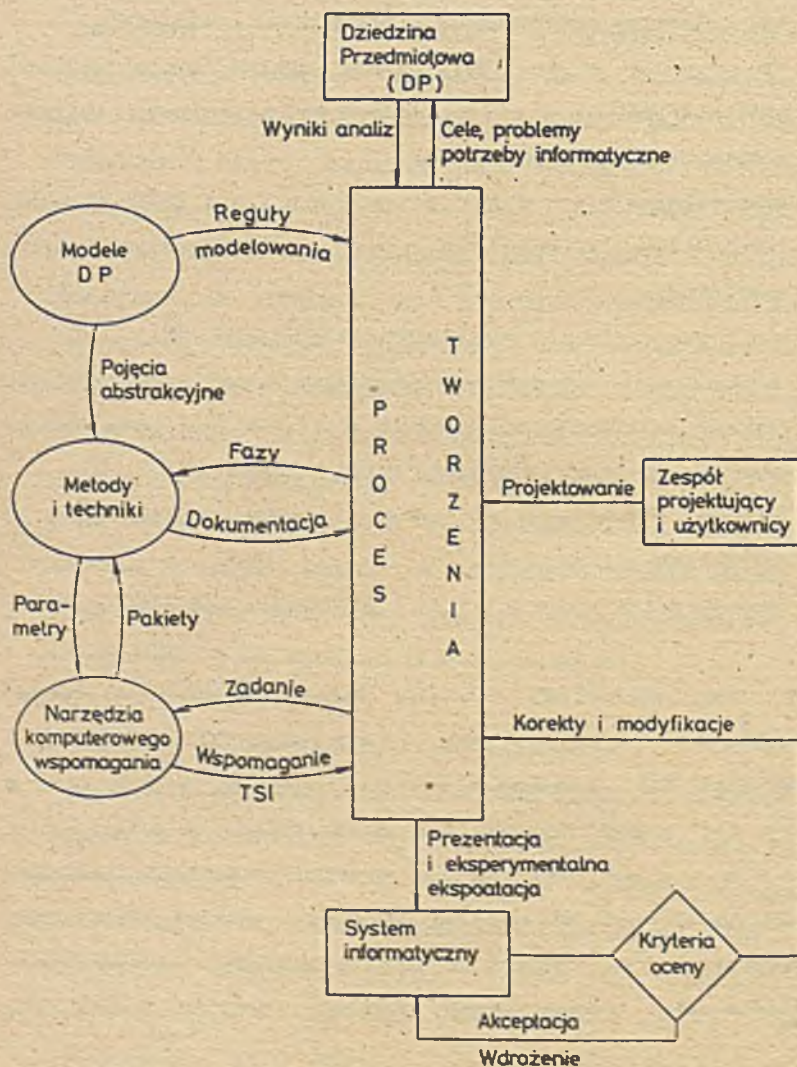 Dziedzina
Przedmiotowa
(DP)
Wyniki analiz
Cele, problemy
potrzeby informatyczne
Reguły
modelowania
Modele
DP
Pojęcia
abstrakcyjne
PROCES
TWORZENIA
Fazy
Metody
i techniki
Dokumentacja
Projektowanie
Zespół
projektujący
i użytkownicy
Para-
metry
Pakiety
Zadanie
Narzędzia
komputerowego
wspomagania
Wspomaganie
TSI
Korekty i modyfikacje
Prezentacja
i eksperymentalna
ekspoatacja
System
informatyczny
Kryteria
oceny
Akceptacja
Wdrożenie